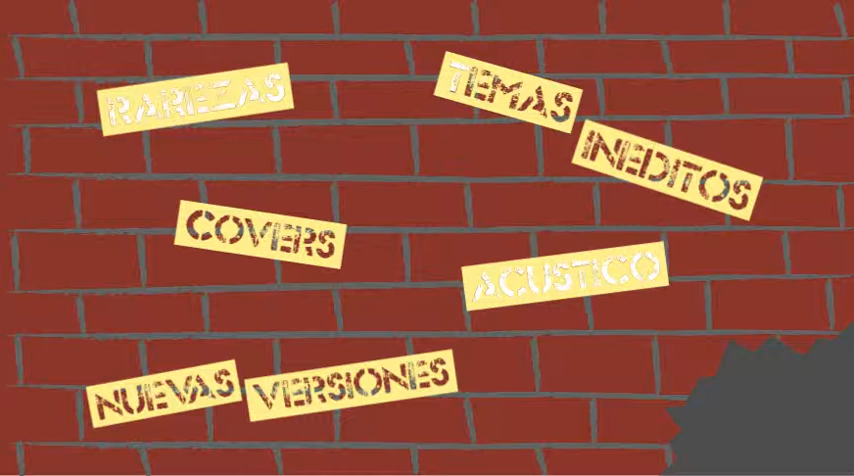 RAREZAS
TEMAS
INEDITOS
COVERS
ACUSTICO
NUEVAS VERSIONES